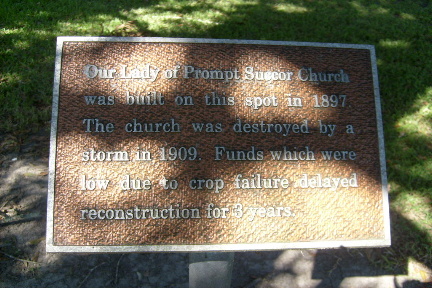 Our Lady of Prompt Succor Church
was built on this spot in 1897
The church was destroyed by a
storm in 1909. Funds which were
low due to crop failure delayed
reconstruction for 3 years.